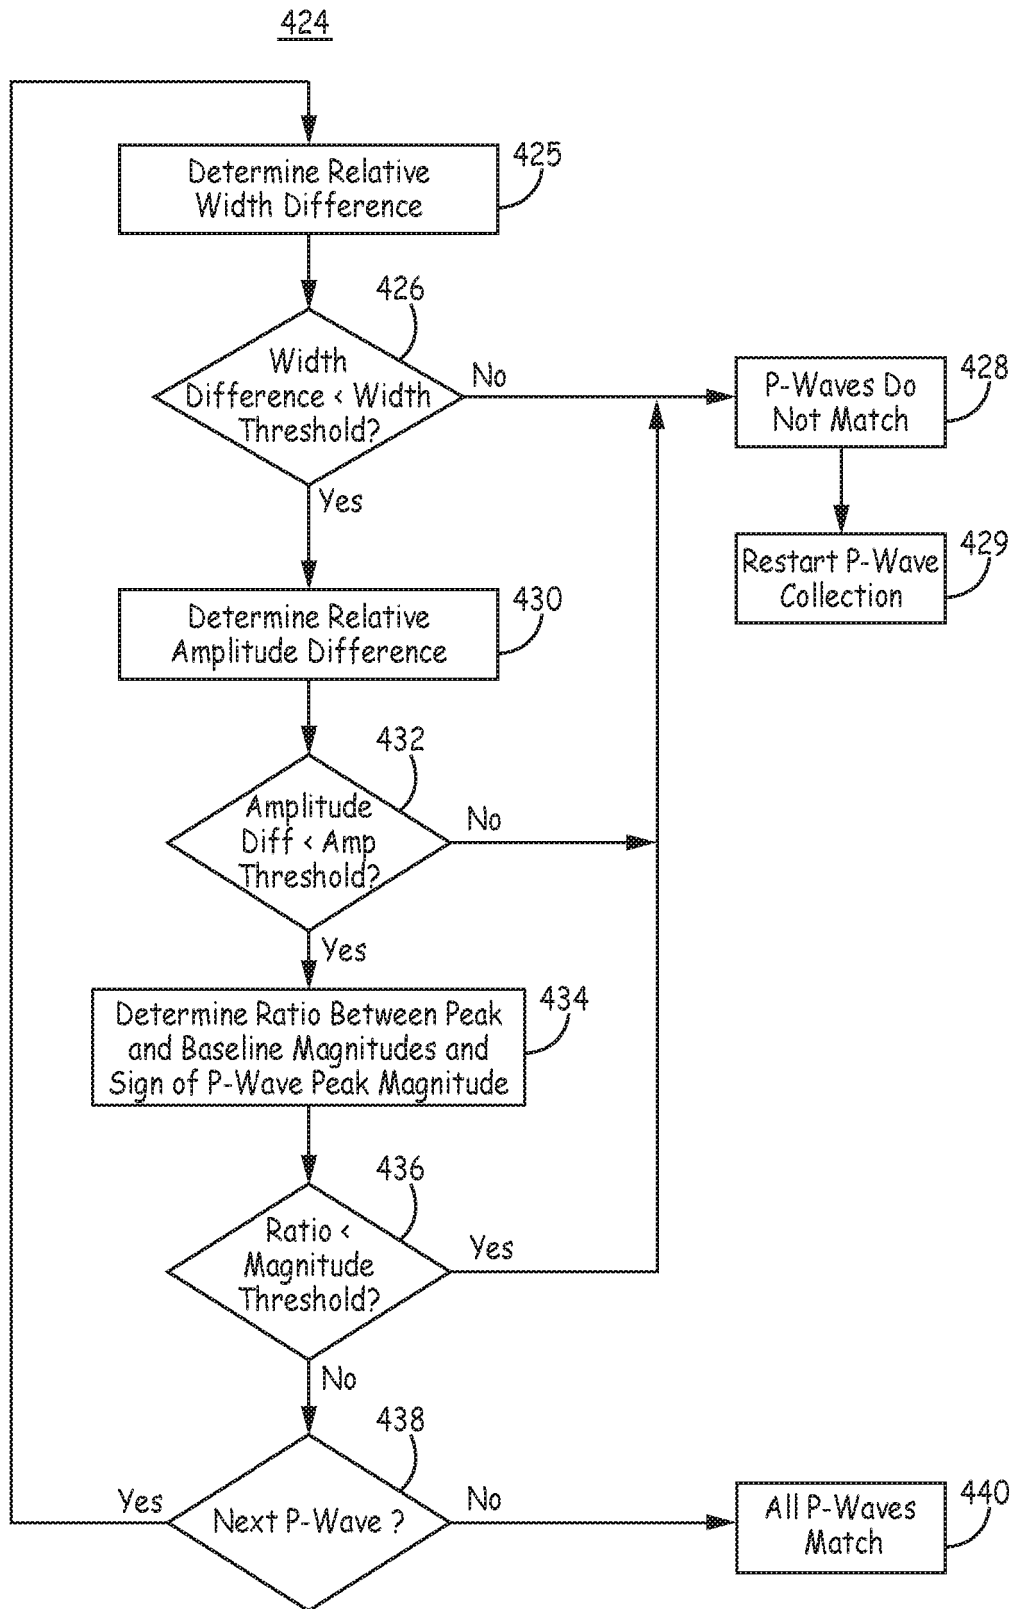 424
Determine Relative
Width Difference
425
426
Width
Difference < Width
Threshold?
No
Yes
P-Waves Do
Not Match
428
Restart P-Wave
Collection
429
Determine Relative
Amplitude Difference
430
432
Amplitude
Diff < Amp
Threshold?
No
Yes
Determine Ratio Between Peak
and Baseline Magnitudes and
Sign of P-Wave Peak Magnitude
434
436
Ratio <
Magnitude
Threshold?
Yes
No
438
Next P-Wave ?
Yes
No
All P-Waves
Match
440